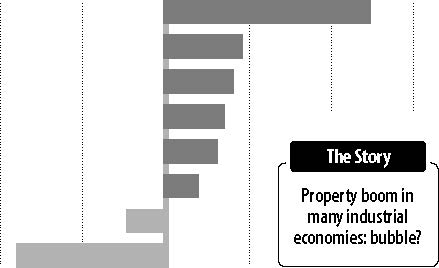 The Story
Property boom in
many industrial
economies: bubble?